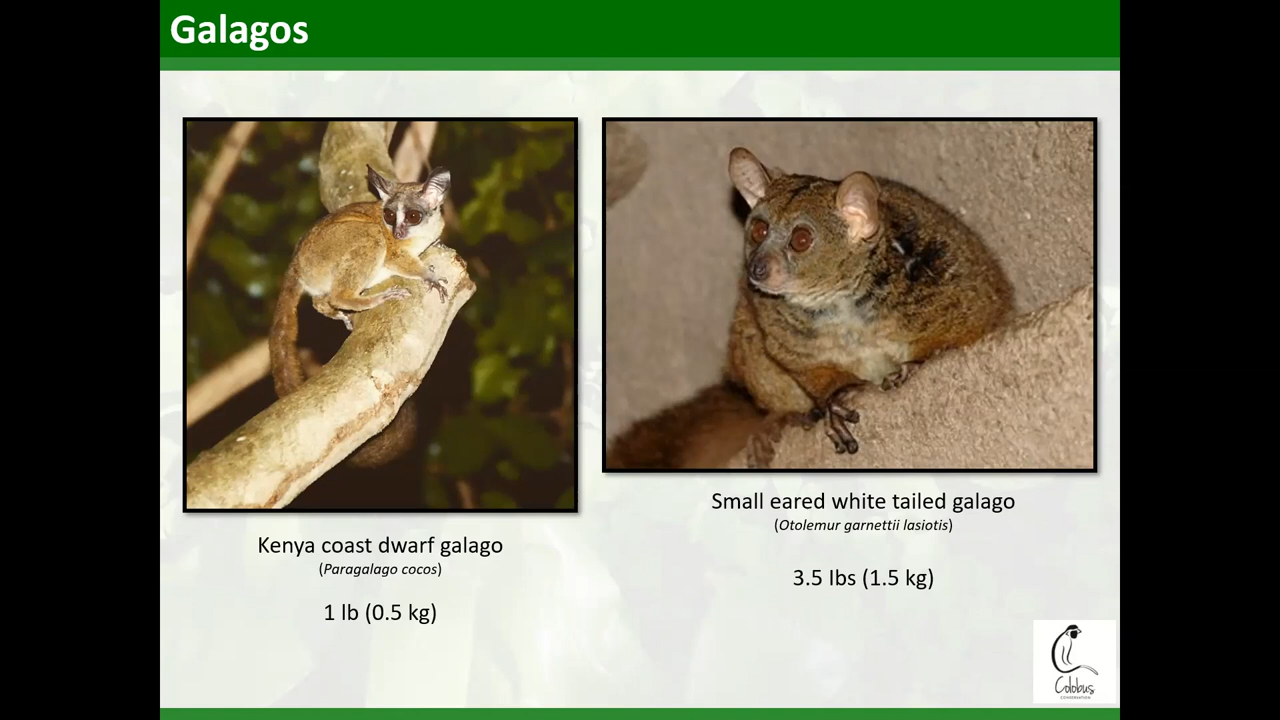 Galagos
Kenya coast dwarf galago
(Paragalago cocos)
1 lb (0.5 kg)
Small eared white tailed galago
(Otolemur garnettii lasiotis)
3.5 lbs (1.5 kg)
Colobus
CONSERVATION